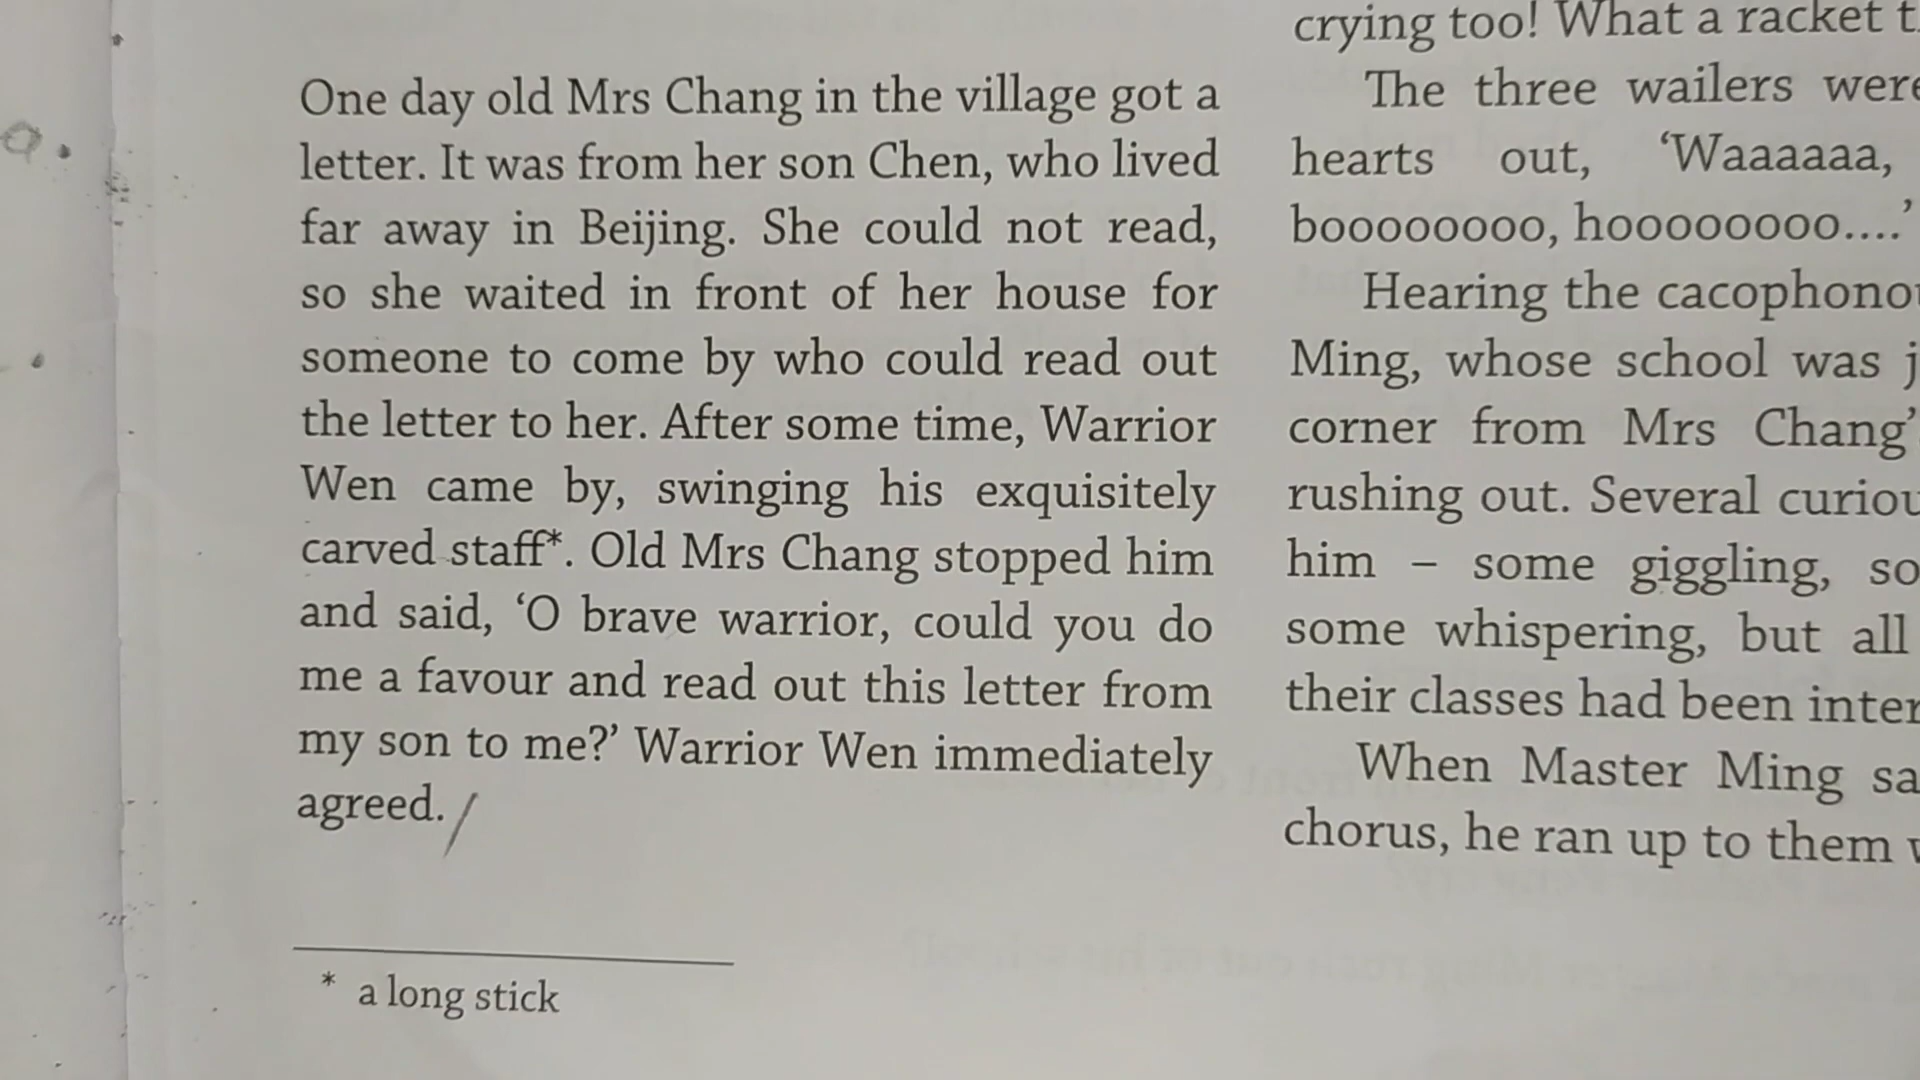 One day old Mrs Chang in the village got a
letter. It was from her son Chen, who lived
far away in Beijing. She could not read,
so she waited in front of her house for
someone to come by who could read out
the letter to her. After some time, Warrior
Wen came by, swinging his exquisitely
carved staff*. Old Mrs Chang stopped him
and said, ‘O brave warrior, could you do
me a favour and read out this letter from
my son to me?’ Warrior Wen immediately
agreed.
* a long stick
crying too! What a racket
The three wailers were
hearts out, ‘Waaaaaa,
boooooooo, hooooooooo....’
Hearing the
Ming, whose school was
corner from Mrs Chang’
rushing out. Several
him – some giggling,
some whispering, but all
their classes had been
When Master Ming
chorus, he ran up to them